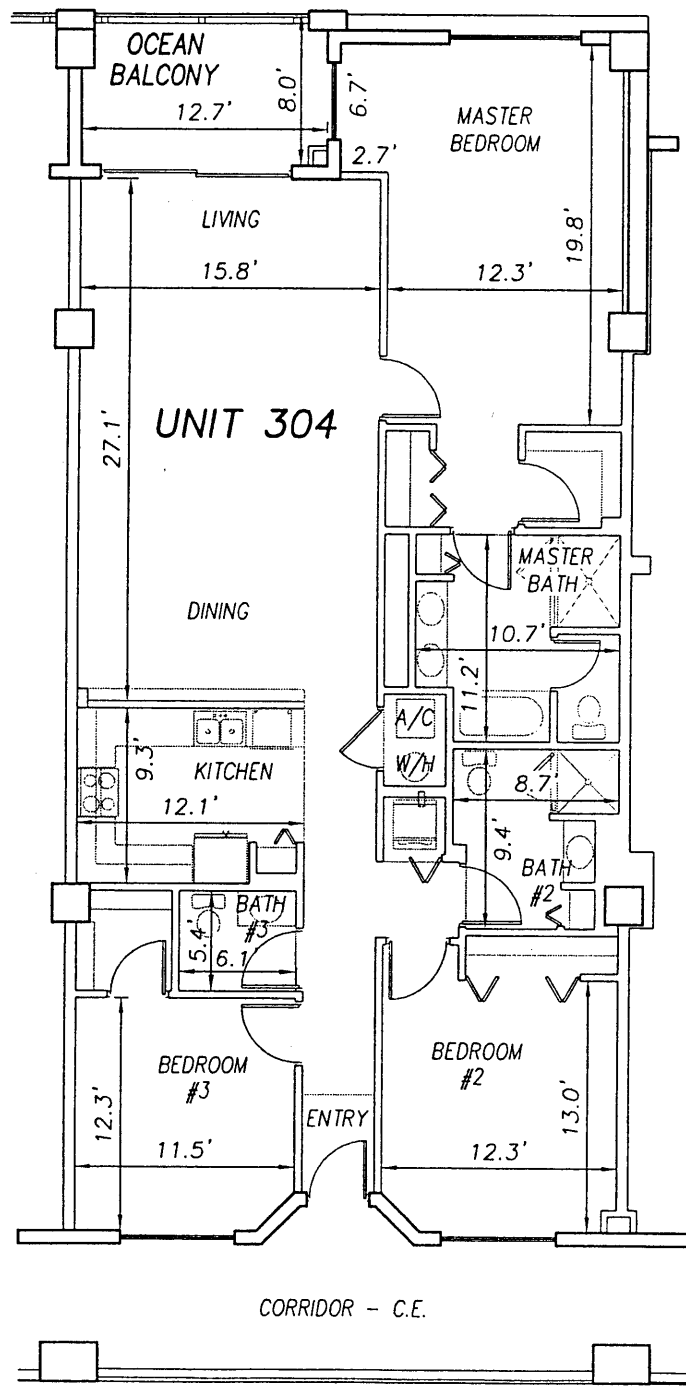 OCEAN
BALCONY
12.7'
8.0'
6.7'
2.7'
MASTER
BEDROOM
19.8'
12.3'
LIVING
15.8'
27.1'
UNIT 304
DINING
MASTER
BATH
10.7'
11.2'
A/C
W/H
KITCHEN
9.3'
12.1'
8.7'
9.4'
BATH
#2
BATH
#3
5.4'
6.1'
BEDROOM
#3
12.3'
11.5'
ENTRY
BEDROOM
#2
13.0'
12.3'
CORRIDOR - C.E.